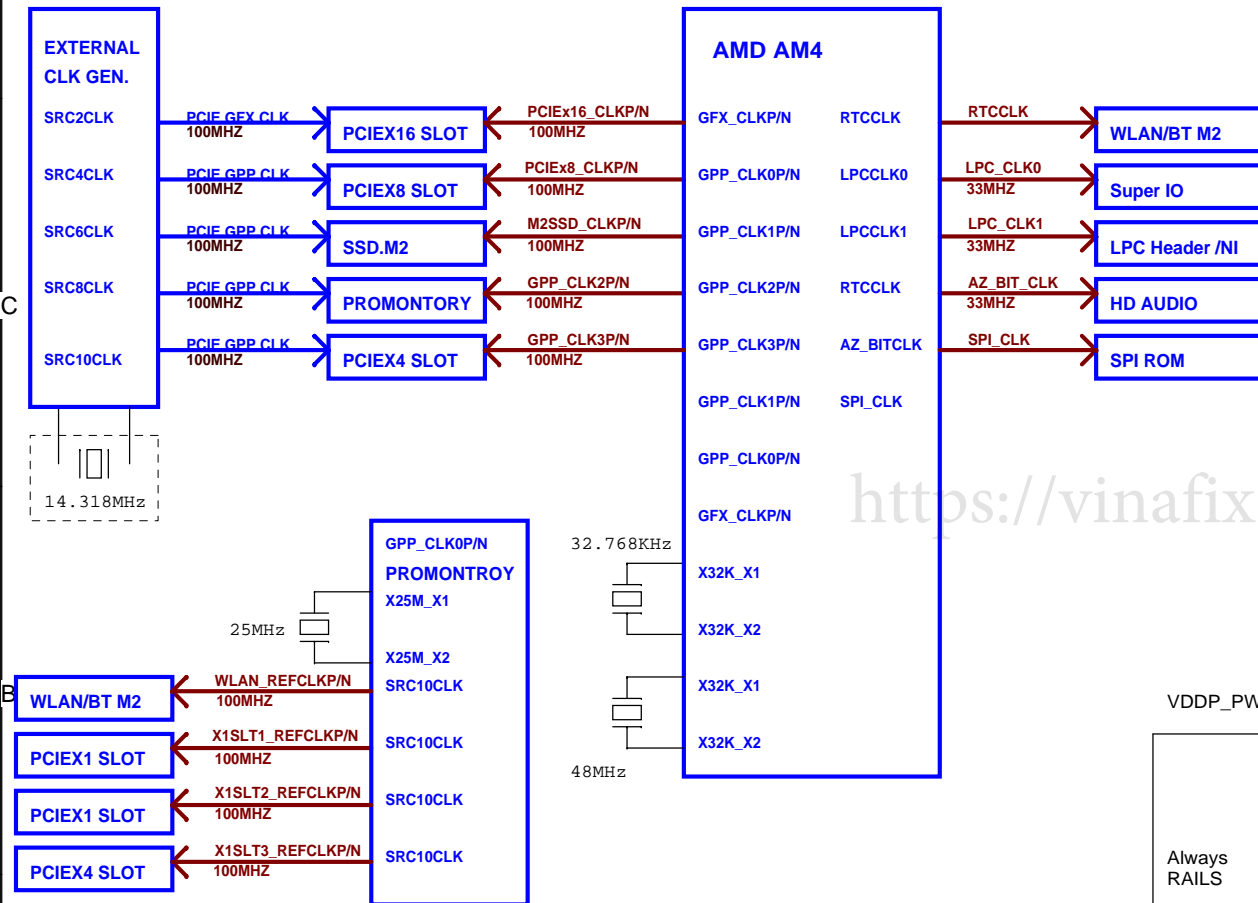 EXTERNAL
CLK GEN.
SRC2CLK
SRC4CLK
SRC6CLK
SRC8CLK
SRC10CLK
14.318MHz
PCIE GFX CLK
100MHZ
PCIE GPP CLK
100MHZ
PCIE GPP CLK
100MHZ
PCIE GPP CLK
100MHZ
PCIE GPP CLK
100MHZ
PCIEX16 SLOT
PCIEX8 SLOT
SSD.M2
PROMONTORY
PCIEX4 SLOT
PCIEx16_CLKP/N
100MHZ
PCIEx8_CLKP/N
100MHZ
M2SSD_CLKP/N
100MHZ
GPP_CLK2P/N
100MHZ
GPP_CLK3P/N
100MHZ
AMD AM4
GFX_CLKP/N
GPP_CLK0P/N
GPP_CLK1P/N
GPP_CLK2P/N
GPP_CLK3P/N
GPP_CLK1P/N
GPP_CLK0P/N
GFX_CLKP/N
X32K_X1
X32K_X2
X32K_X1
X32K_X2
RTCCLK
LPCCLK0
LPCCLK1
RTCCLK
AZ_BITCLK
SPI_CLK
RTCCLK
LPC_CLK0
33MHZ
LPC_CLK1
33MHZ
AZ_BIT_CLK
33MHZ
SPI_CLK
WLAN/BT M2
Super IO
LPC Header /NI
HD AUDIO
SPI ROM
https://vinafix
C
32.768KHz
48MHz
GPP_CLK0P/N
PROMONTROY
X25M_X1
X25M_X2
SRC10CLK
SRC10CLK
SRC10CLK
SRC10CLK
25MHz
B
WLAN_REFCLKP/N
100MHZ
X1SLT1_REFCLKP/N
100MHZ
X1SLT2_REFCLKP/N
100MHZ
X1SLT3_REFCLKP/N
100MHZ
WLAN/BT M2
PCIEX1 SLOT
PCIEX1 SLOT
PCIEX4 SLOT
VDDP_PW
Always
RAILS